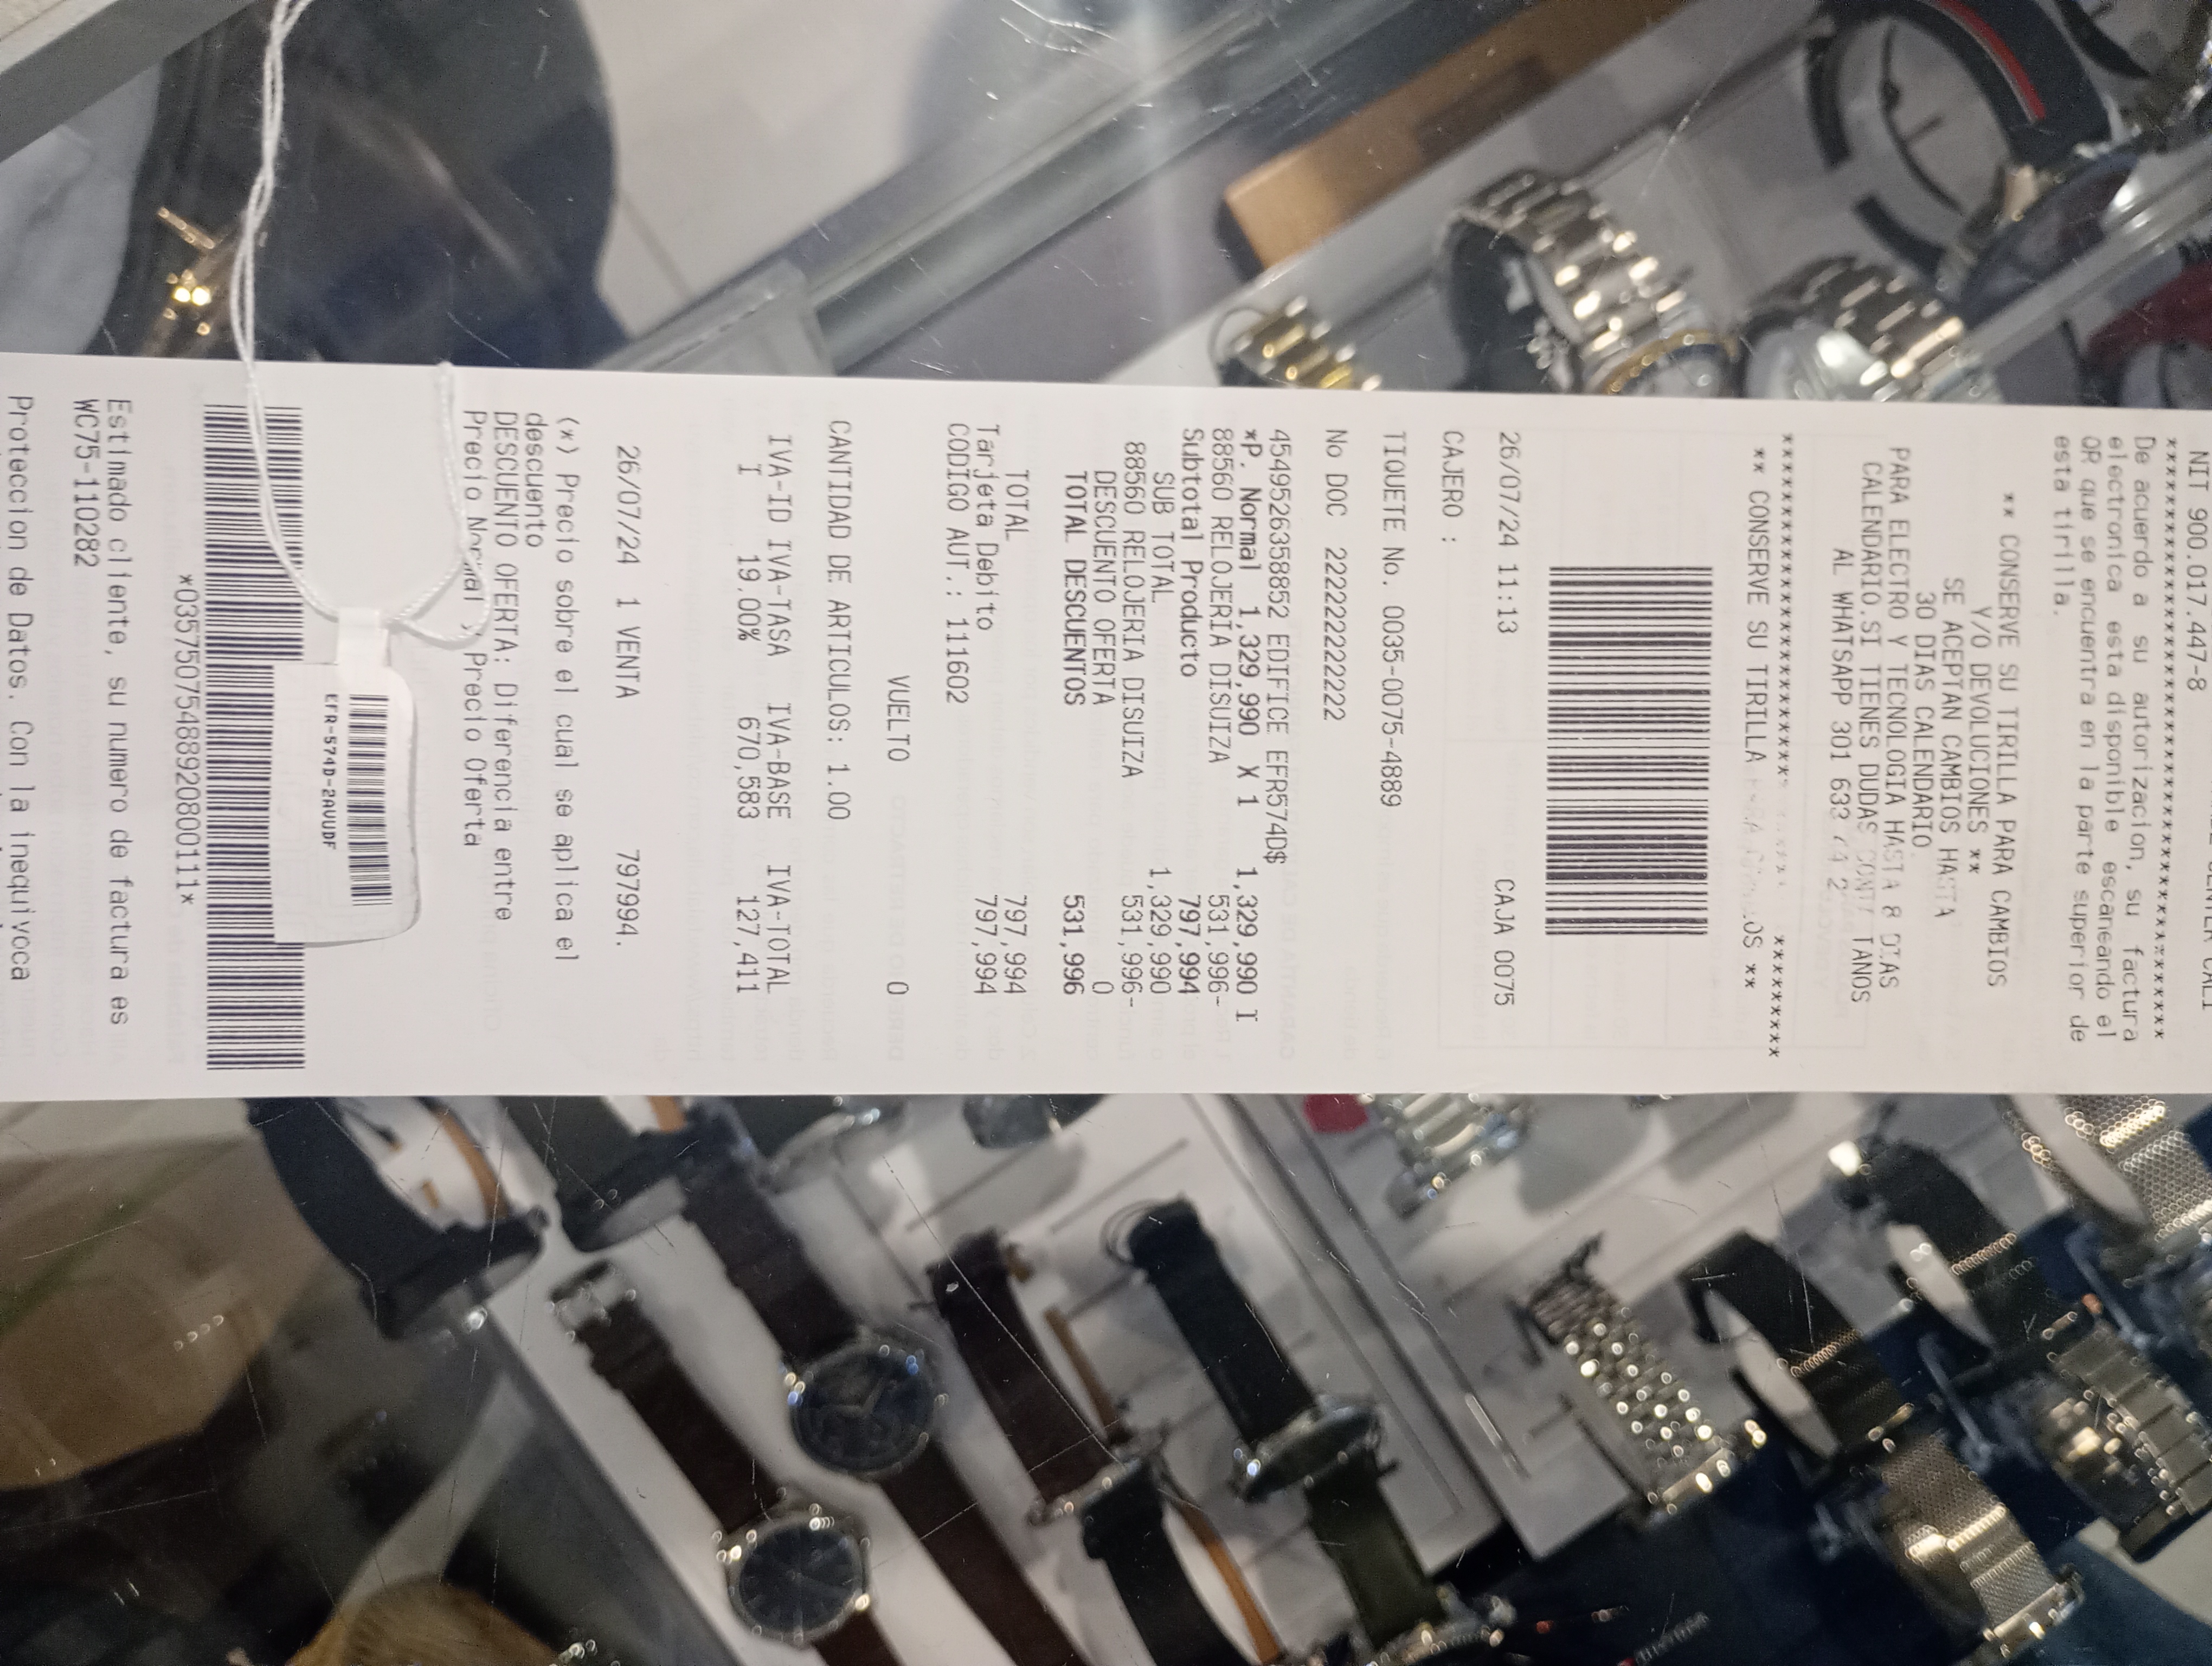 NIT 900.017.447-8
************************************
De acuerdo a su autorizacion, su factura
electronica esta disponible escaneando el
QR que se encuentra en la parte superior de
esta tirilla.
** CONSERVE SU TIRILLA PARA CAMBIOS
Y/O DEVOLUCIONES **
SE ACEPTAN CAMBIOS HASTA
30 DIAS CALENDARIO
PARA ELECTRO Y TECNOLOGIA HASTA 8 DIAS
CALENDARIO.SI TIENES DUDAS TANOS
AL WHATSAPP 301 633
** CONSERVE SU TIRILLA **
26/07/24 11:13 CAJA 0075
CAJERO :
TIQUETE No. 0035-0075-4889
No DOC 222222222222
4549526358852 EDIFICE EFR574D$
*P. Normal 1,329,990 X 1 1,329,990 I
88560 RELOJERIA DISUIZA 531,996-
Subtotal Producto 797,994
SUB TOTAL 1,329,990
88560 RELOJERIA DISUIZA 531,996-
DESCUENTO OFERTA 0
TOTAL DESCUENTOS 531,996
TOTAL 797,994
Tarjeta Debito 797,994
CODIGO AUT.: 111602
VUELTO 0
CANTIDAD DE ARTICULOS: 1.00
IVA-ID IVA-TASA IVA-BASE IVA-TOTAL
I 19.00% 670,583 127,411
26/07/24 1 VENTA 797994.
(*) Precio sobre el cual se aplica el
descuento
DESCUENTO OFERTA: Diferencia entre
Precio Normal y Precio Oferta
EFR-574D-2AVUDF
*035750754889208001​11*
Estimado cliente, su numero de factura es
WC75-110282
Proteccion de Datos. Con la inequivoca